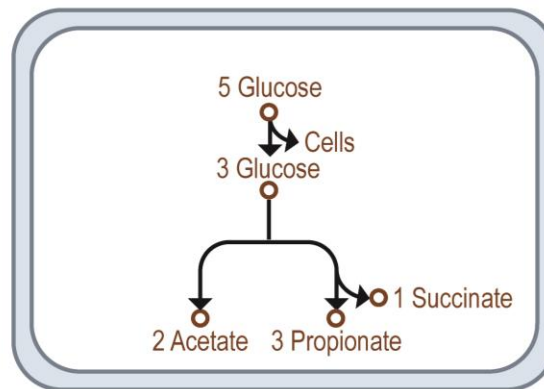 5 Glucose
Cells
3 Glucose
1 Succinate
2 Acetate
3 Propionate